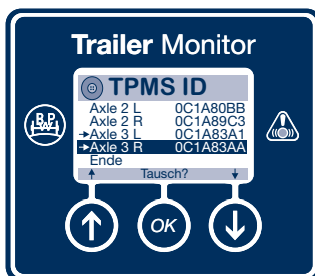 Trailer Monitor
TPMS ID
Axle 2 L 0C1A80BB
Axle 2 R 0C1A89C3
→Axle 3 L 0C1A83A1
→Axle 3 R 0C1A83AA
Ende
↑ Tausch? ↓
BPW
↑ OK ↓